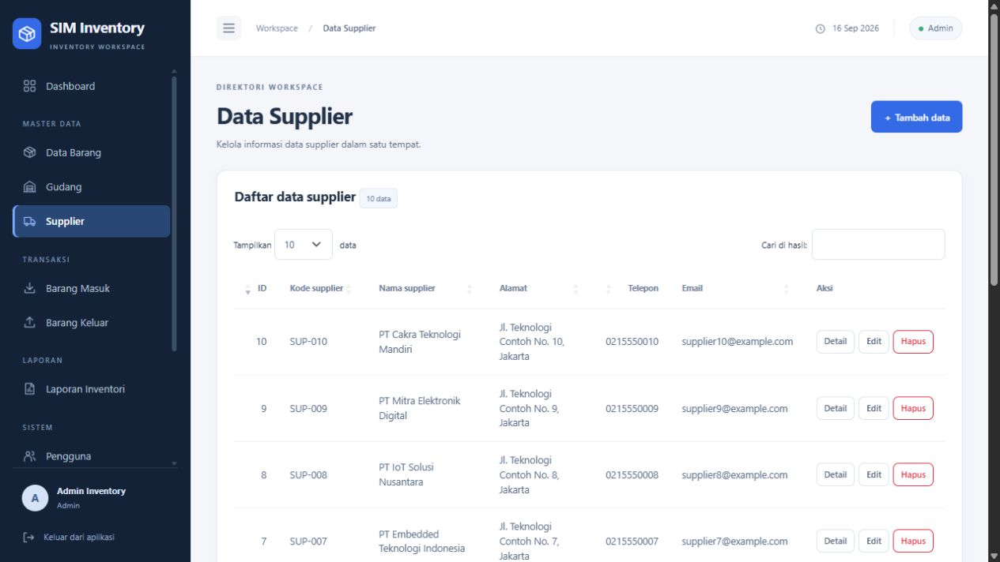 SIM Inventory
INVENTORY WORKSPACE
Dashboard
MASTER DATA
Data Barang
Gudang
Supplier
TRANSAKSI
Barang Masuk
Barang Keluar
LAPORAN
Laporan Inventori
SISTEM
Pengguna
A
Admin Inventory
Admin
Keluar dari aplikasi
Workspace / Data Supplier
16 Sep 2026
Admin
DIREKTORI WORKSPACE
Data Supplier
+ Tambah data
Kelola informasi data supplier dalam satu tempat.
Daftar data supplier 10 data
Tampilkan 10 data
Cari di hasil:
ID Kode supplier Nama supplier Alamat Telepon Email Aksi
10 SUP-010 PT Cakra Teknologi
Mandiri
Jl. Teknologi
Contoh No. 10,
Jakarta
0215550010 supplier10@example.com Detail Edit Hapus
9 SUP-009 PT Mitra Elektronik
Digital
Jl. Teknologi
Contoh No. 9,
Jakarta
0215550009 supplier9@example.com Detail Edit Hapus
8 SUP-008 PT IoT Solusi
Nusantara
Jl. Teknologi
Contoh No. 8,
Jakarta
0215550008 supplier8@example.com Detail Edit Hapus
7 SUP-007 PT Embedded
Teknologi Indonesia
Jl. Teknologi
Contoh No. 7,
Jakarta
0215550007 supplier7@example.com Detail Edit Hapus